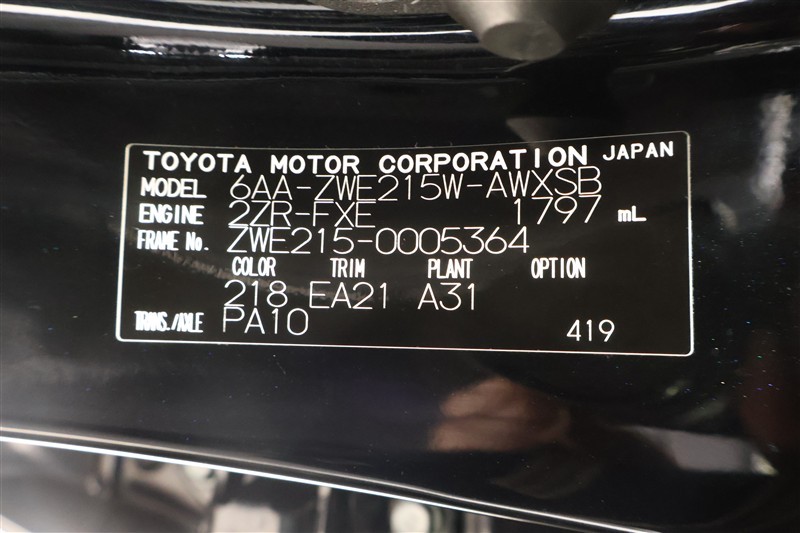 TOYOTA MOTOR CORPORATION JAPAN
MODEL 6AA-ZWE215W-AWXSB
ENGINE 2ZR-FXE 1797 mL
FRAME No. ZWE215-0005364
COLOR TRIM PLANT OPTION
218 EA21 A31
TRANS./AXLE PA10 419